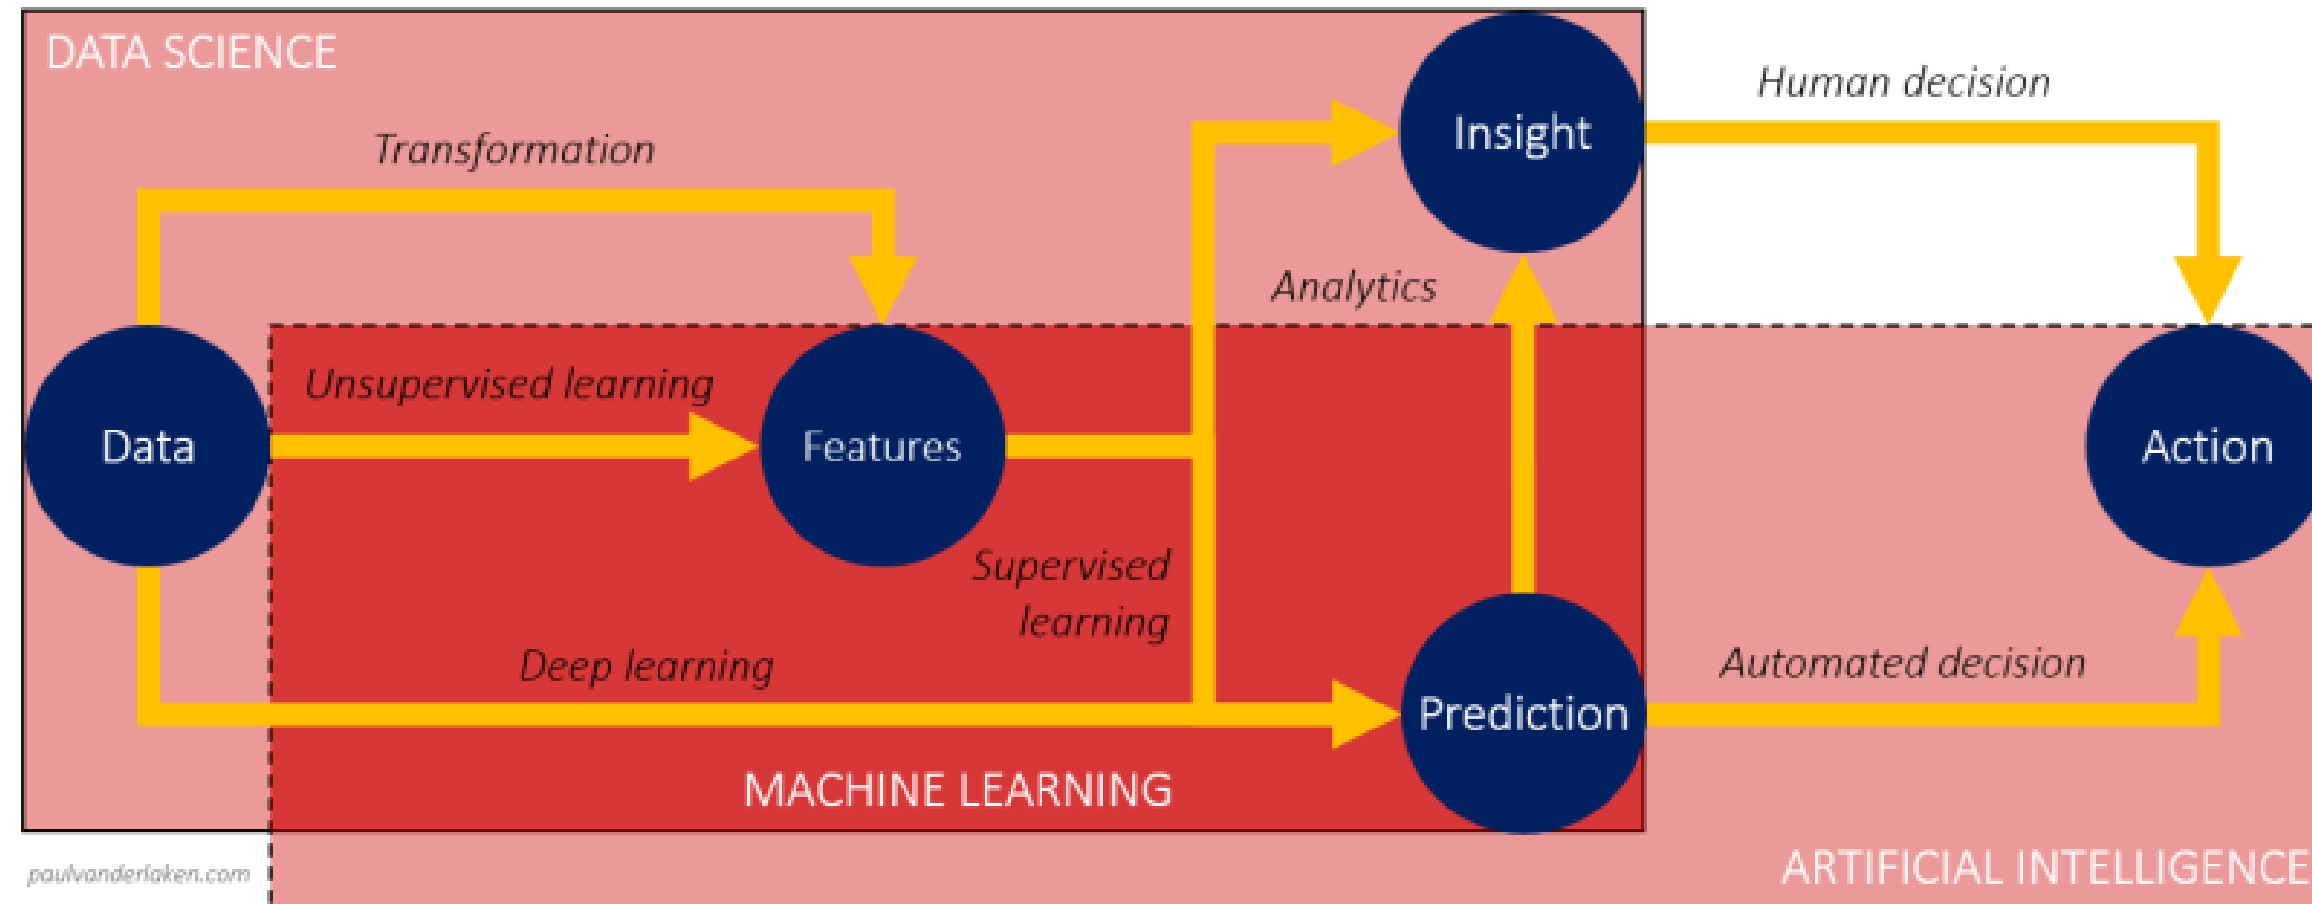 DATA SCIENCE
Human decision
Insight
Transformation
Analytics
Unsupervised learning
Data
Features
Action
Supervised
learning
Deep learning
Automated decision
Prediction
MACHINE LEARNING
paulvanderlaken.com
ARTIFICIAL INTELLIGENCE